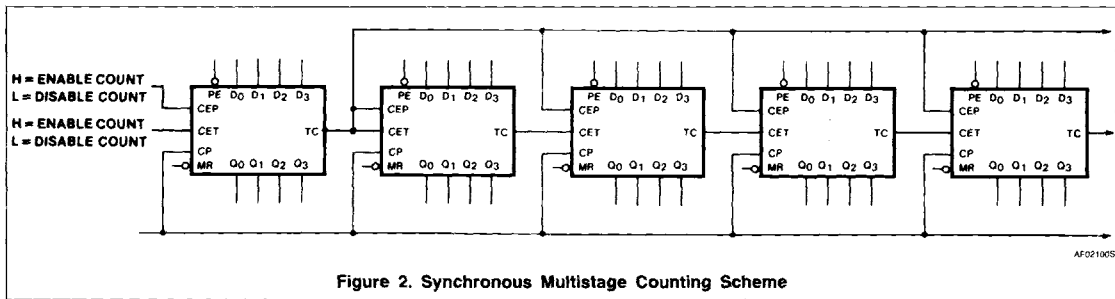 H = ENABLE COUNT
L = DISABLE COUNT
H = ENABLE COUNT
L = DISABLE COUNT
PE D0 D1 D2 D3
CEP
CET TC
CP
MR Q0 Q1 Q2 Q3
PE D0 D1 D2 D3
CEP
CET TC
CP
MR Q0 Q1 Q2 Q3
PE D0 D1 D2 D3
CEP
CET TC
CP
MR Q0 Q1 Q2 Q3
PE D0 D1 D2 D3
CEP
CET TC
CP
MR Q0 Q1 Q2 Q3
PE D0 D1 D2 D3
CEP
CET TC
CP
MR Q0 Q1 Q2 Q3
AF02100S
Figure 2. Synchronous Multistage Counting Scheme